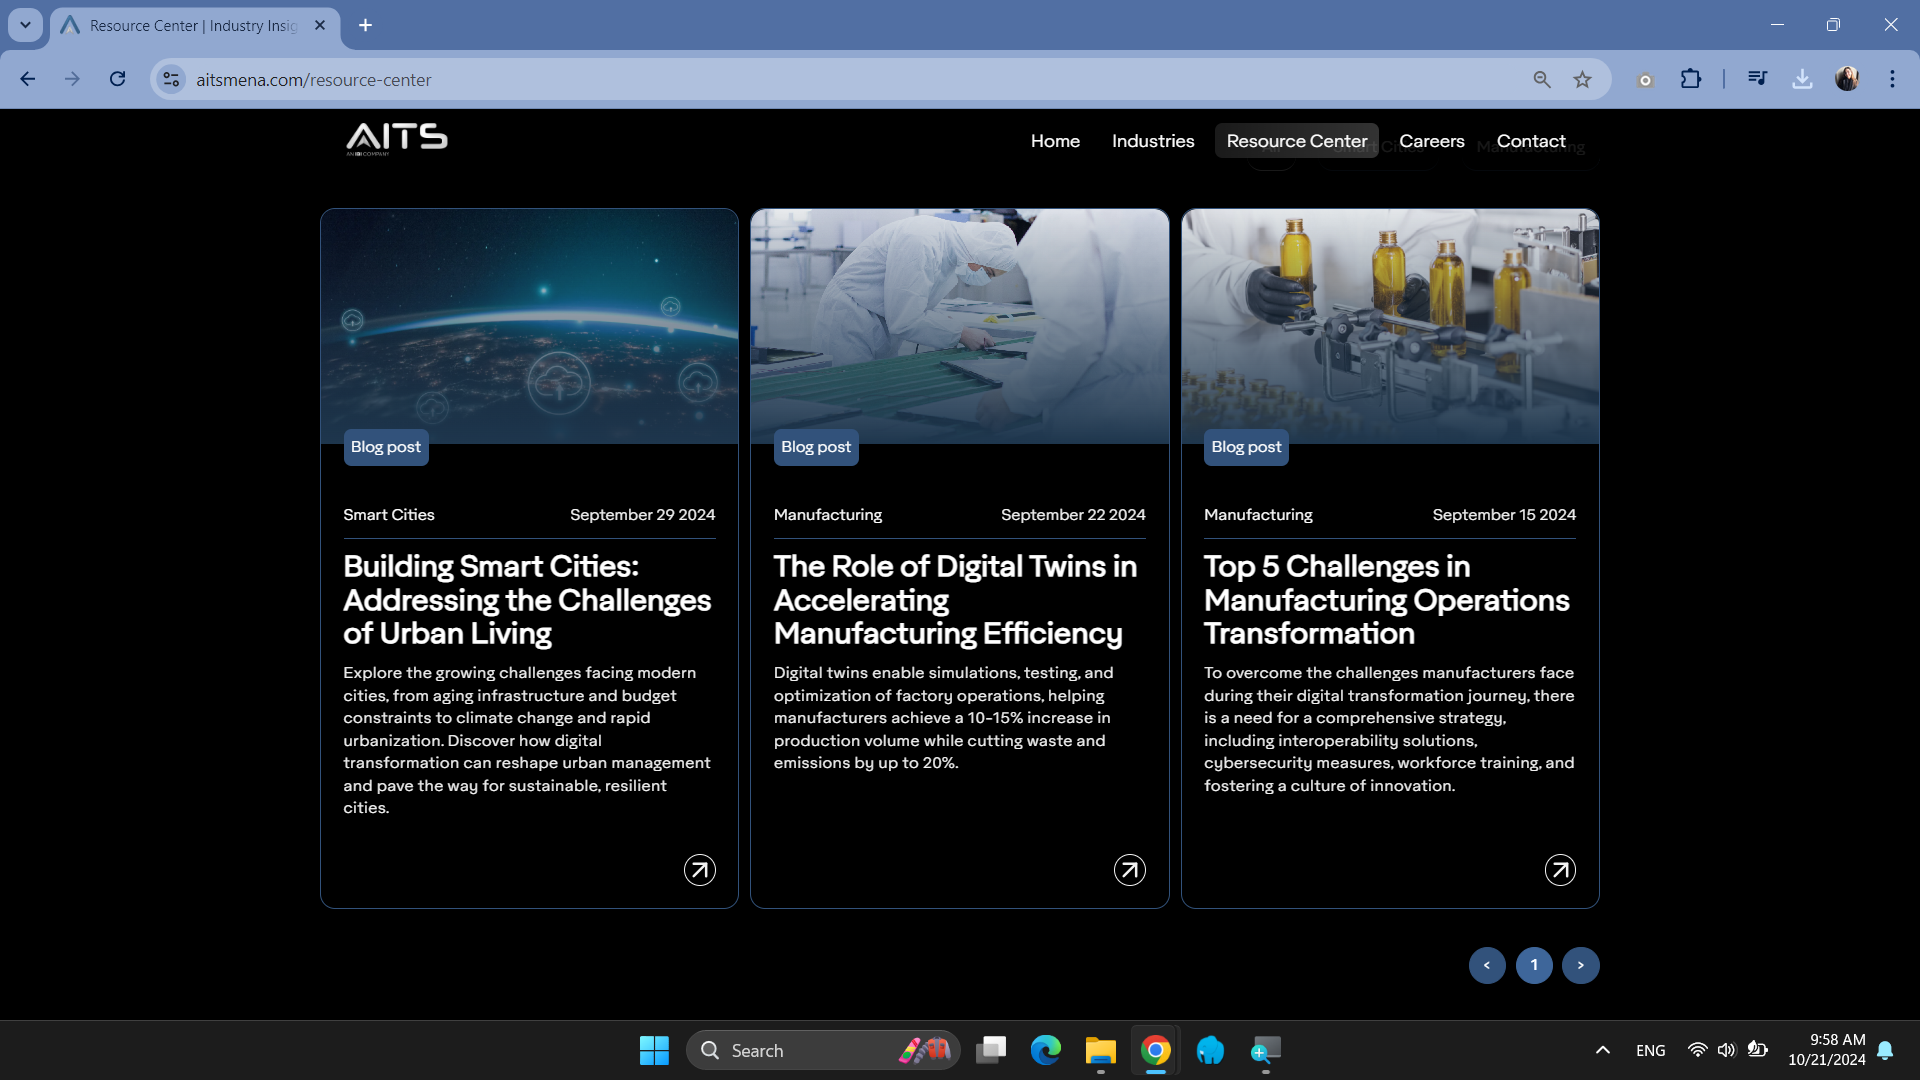 Resource Center | Industry Insig
aitsmena.com/resource-center
AITS
AN IBI COMPANY
Home
Industries
Resource Center
Careers
Contact
Smart Cities
Manufacturing
Blog post
Smart Cities
September 29 2024
Building Smart Cities:
Addressing the Challenges
of Urban Living
Explore the growing challenges facing modern
cities, from aging infrastructure and budget
constraints to climate change and rapid
urbanization. Discover how digital
transformation can reshape urban management
and pave the way for sustainable, resilient
cities.
Blog post
Manufacturing
September 22 2024
The Role of Digital Twins in
Accelerating
Manufacturing Efficiency
Digital twins enable simulations, testing, and
optimization of factory operations, helping
manufacturers achieve a 10-15% increase in
production volume while cutting waste and
emissions by up to 20%.
Blog post
Manufacturing
September 15 2024
Top 5 Challenges in
Manufacturing Operations
Transformation
To overcome the challenges manufacturers face
during their digital transformation journey, there
is a need for a comprehensive strategy,
including interoperability solutions,
cybersecurity measures, workforce training, and
fostering a culture of innovation.
< 1 >
Search
ENG
9:58 AM
10/21/2024